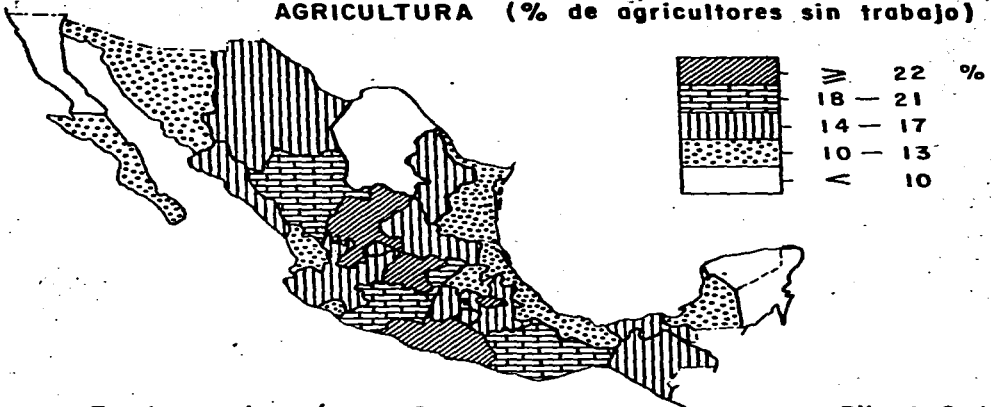 AGRICULTURA (% de agricultores sin trabajo)
≥ 22 %
18 — 21
14 — 17
10 — 13
< 10